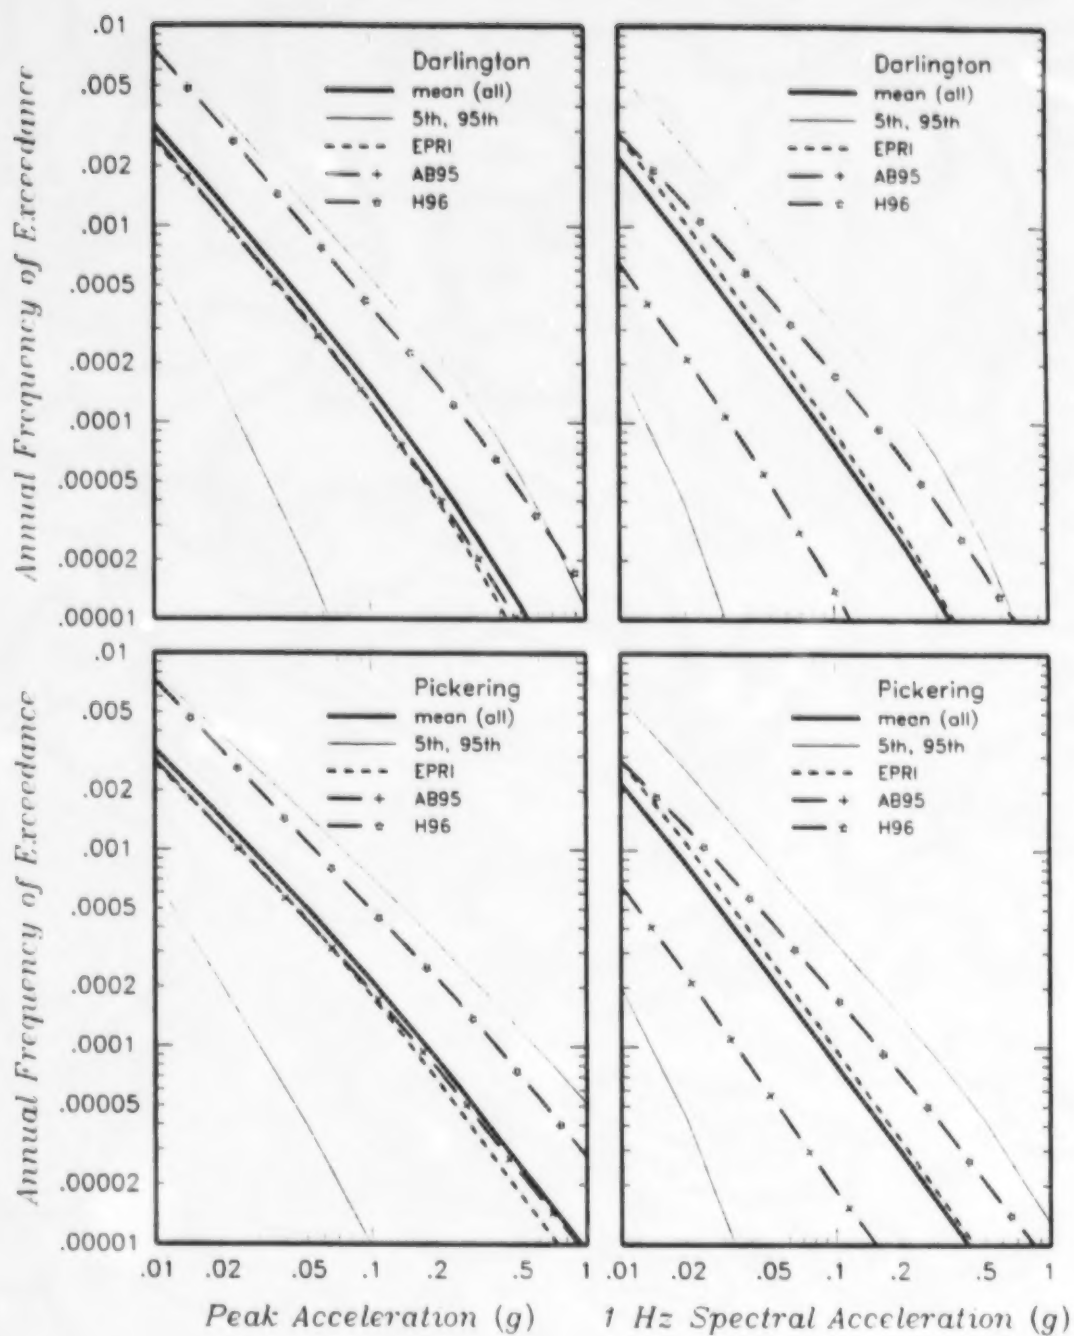 Annual Frequency of Exceedance
.01
.005
.002
.001
.0005
.0002
.0001
.00005
.00002
.00001
Darlington
mean (all)
5th, 95th
EPRI
AB95
H96
Darlington
mean (all)
5th, 95th
EPRI
AB95
H96
Annual Frequency of Exceedance
.01
.005
.002
.001
.0005
.0002
.0001
.00005
.00002
.00001
Pickering
mean (all)
5th, 95th
EPRI
AB95
H96
Pickering
mean (all)
5th, 95th
EPRI
AB95
H96
.01 .02 .05 .1 .2 .5 1
.01 .02 .05 .1 .2 .5 1
Peak Acceleration (g)
1 Hz Spectral Acceleration (g)